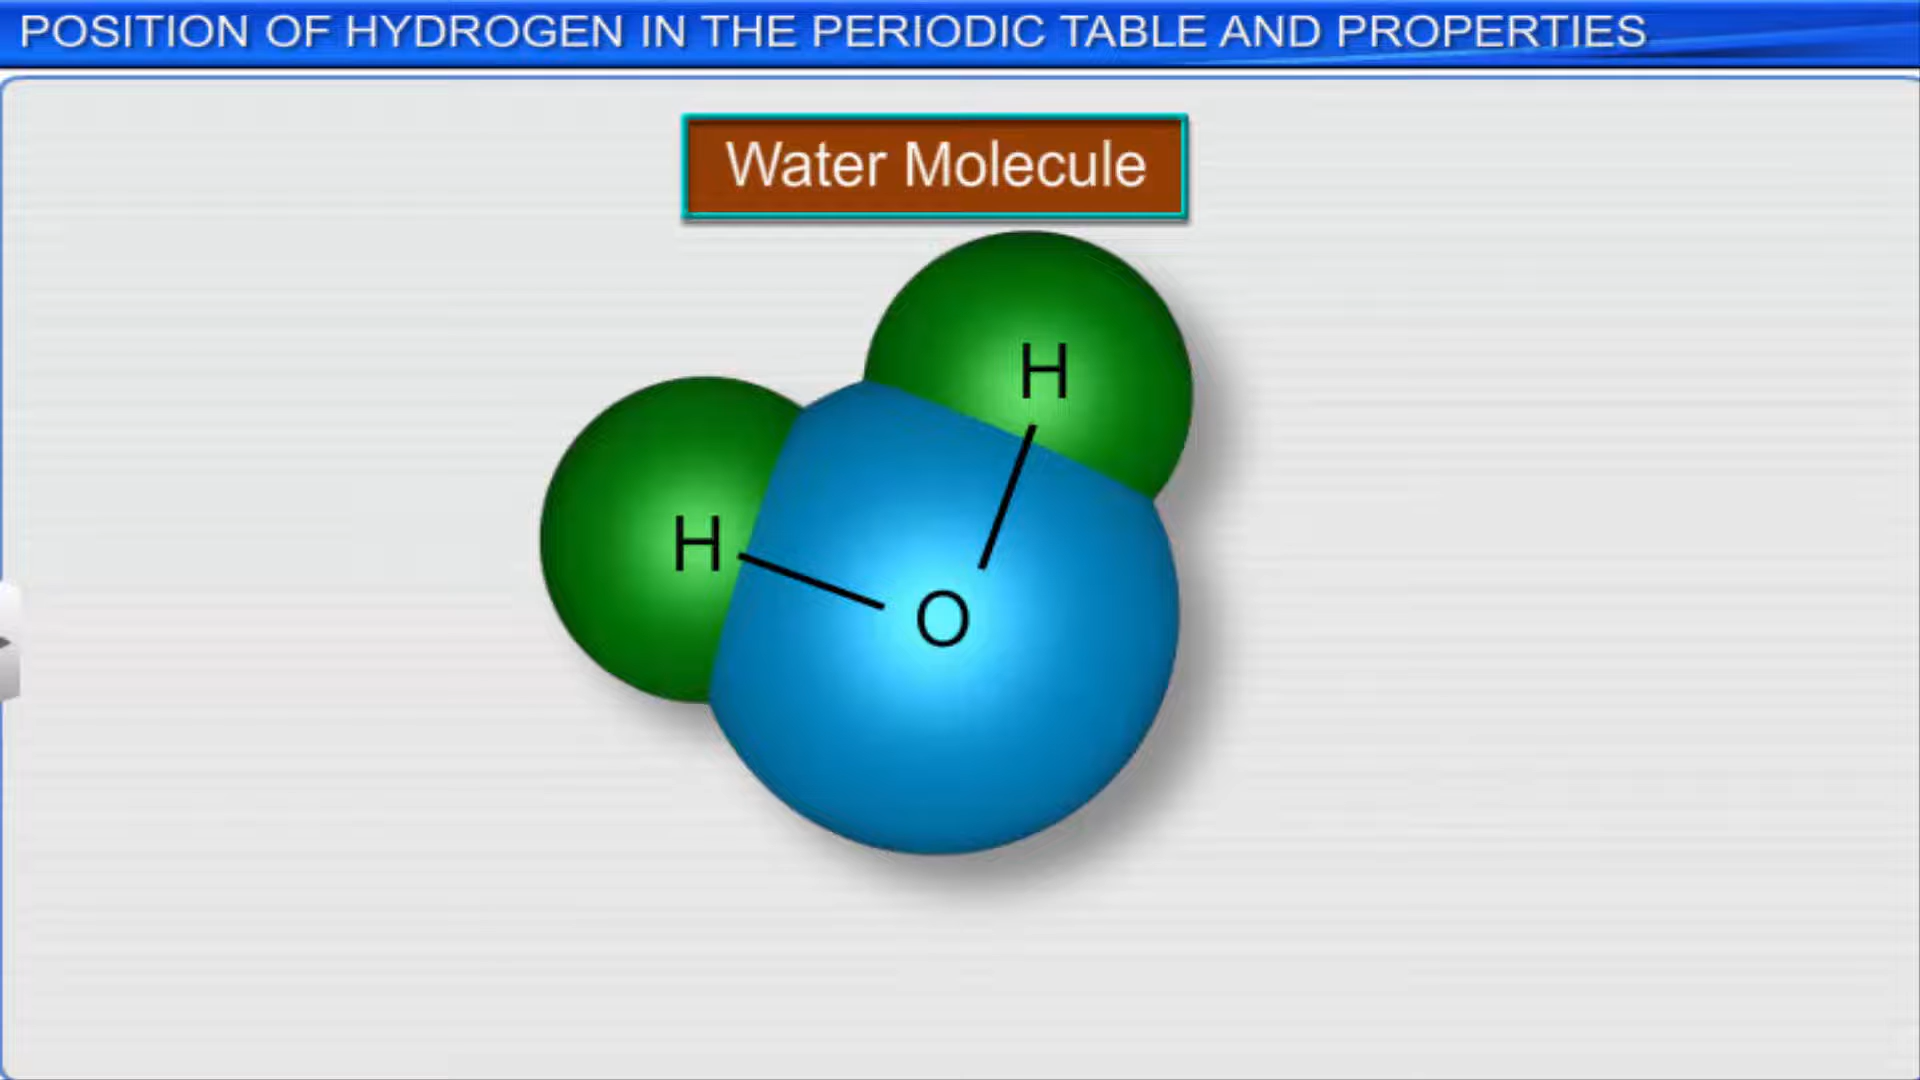 POSITION OF HYDROGEN IN THE PERIODIC TABLE AND PROPERTIES
Water Molecule
H
H
O